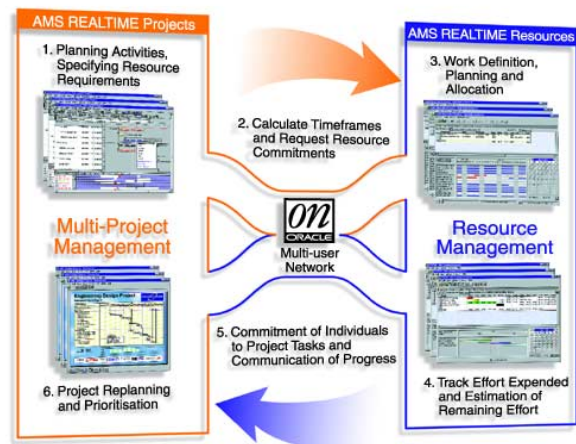 AMS REALTIME Projects
1. Planning Activities,
Specifying Resource
Requirements
2. Calculate Timeframes
and Request Resource
Commitments
AMS REALTIME Resources
3. Work Definition,
Planning and
Allocation
Multi-Project
Management
on
ORACLE
Multi-user
Network
Resource
Management
Engineering Design Project
5. Commitment of Individuals
to Project Tasks and
Communication of Progress
6. Project Replanning
and Prioritisation
4. Track Effort Expended
and Estimation of
Remaining Effort